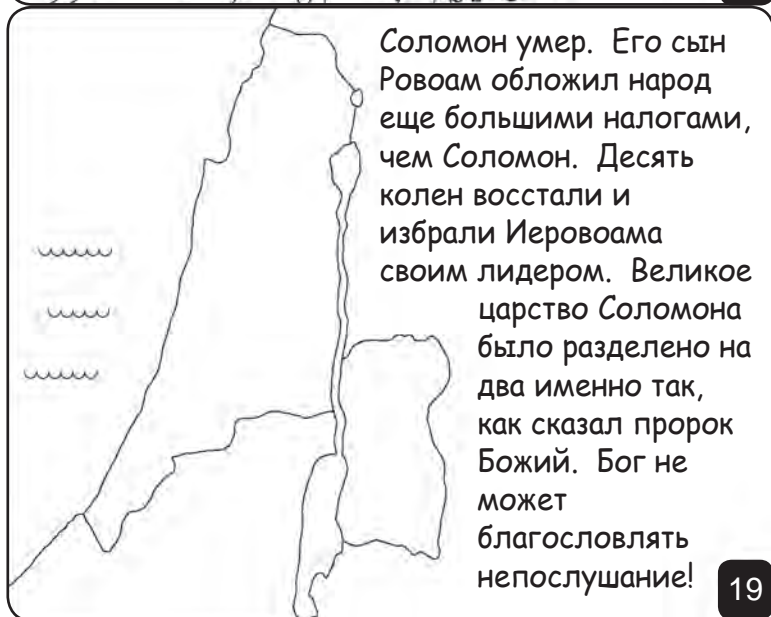 Соломон умер. Его сын
Ровоам обложил народ
еще большими налогами,
чем Соломон. Десять
колен восстали и
избрали Иеровоама
своим лидером. Великое
царство Соломона
было разделено на
два именно так,
как сказал пророк
Божий. Бог не
может
благословлять
непослушание!
19